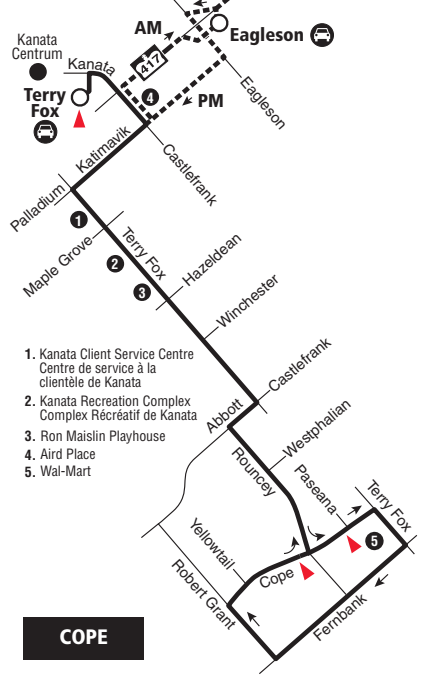 AM
Eagleson
Kanata
Centrum
Kanata
417
Terry
Fox
4
PM
Eagleson
Katimavik
Castlefrank
Palladium
1
Maple Grove
Terry Fox
2
Hazeldean
3
Winchester
1. Kanata Client Service Centre
Centre de service à la
clientèle de Kanata
2. Kanata Recreation Complex
Complex Récréatif de Kanata
3. Ron Maislin Playhouse
4. Aird Place
5. Wal-Mart
Castlefrank
Abbott
Westphalian
Rouncey
Paseana
Terry Fox
Yellowtail
5
Cope
Robert Grant
Fernbank
COPE